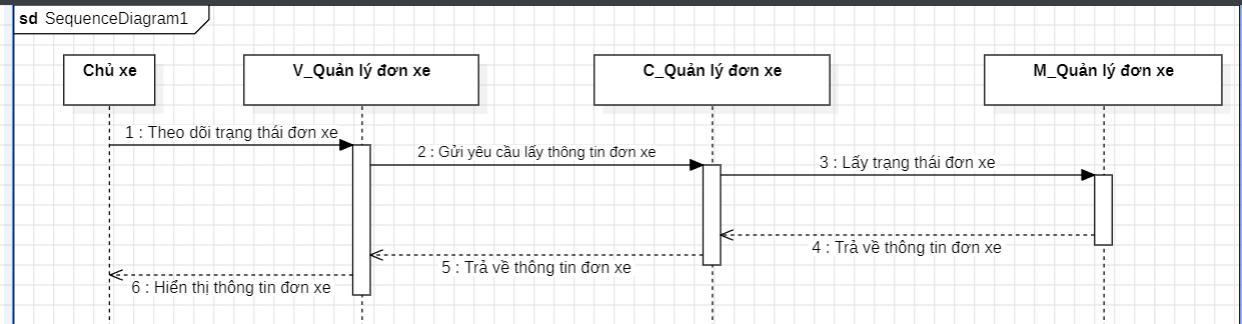 sd SequenceDiagram1
Chủ xe
V_Quản lý đơn xe
C_Quản lý đơn xe
M_Quản lý đơn xe
1 : Theo dõi trạng thái đơn xe
2 : Gửi yêu cầu lấy thông tin đơn xe
3 : Lấy trạng thái đơn xe
4 : Trả về thông tin đơn xe
5 : Trả về thông tin đơn xe
6 : Hiển thị thông tin đơn xe